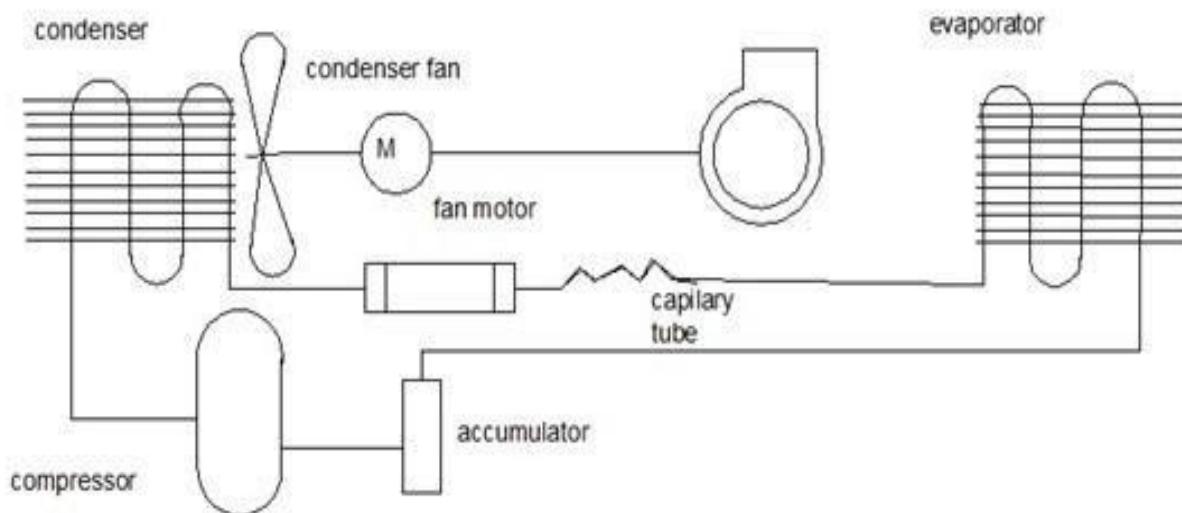 condenser
evaporator
condenser fan
M
fan motor
capilary
tube
accumulator
compressor